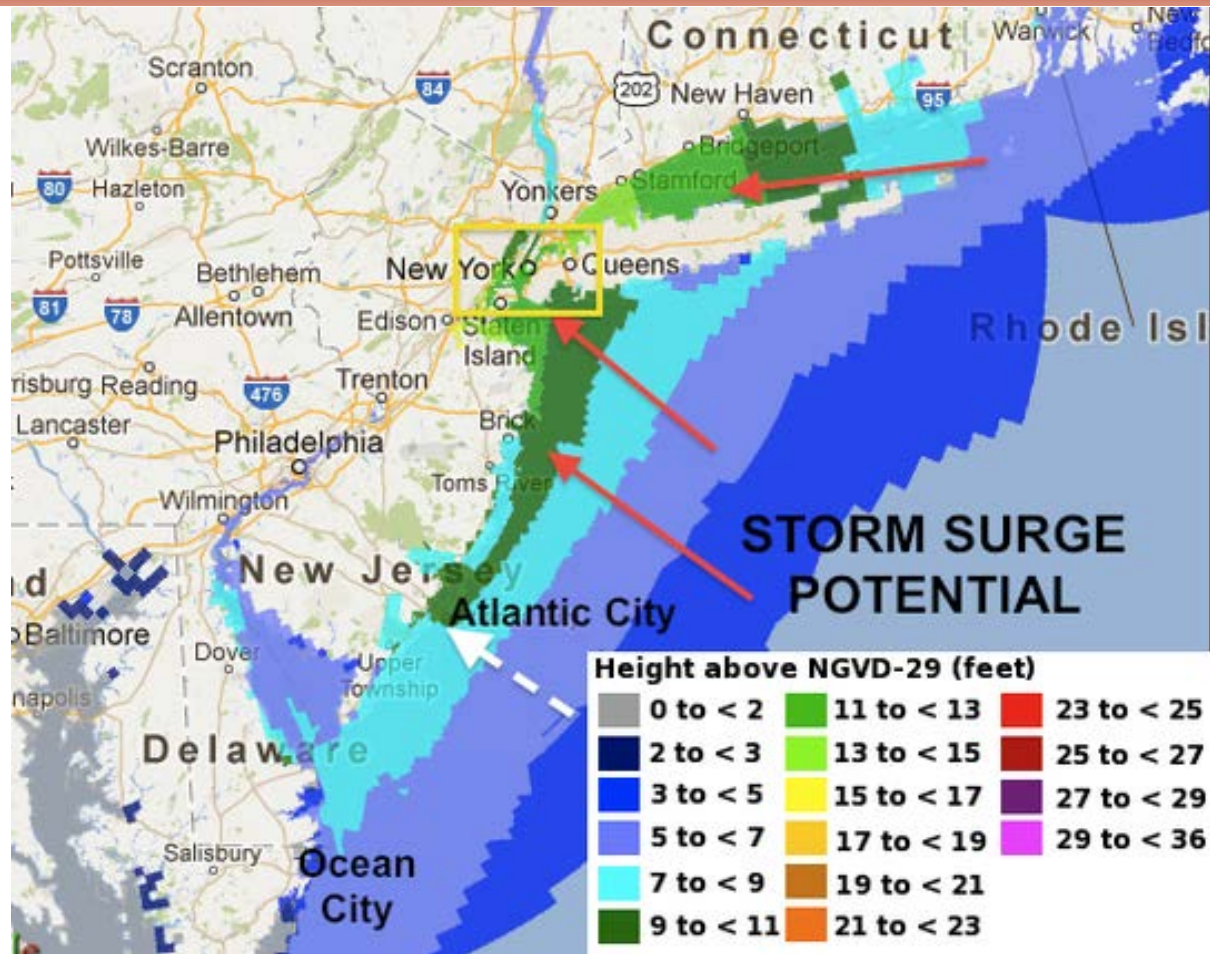 Connecticut
Warwick
New
Bedfo
Scranton
84
202
New Haven
95
Wilkes-Barre
Bridgeport
80
Hazleton
Stamford
Yonkers
Pottsville
Bethlehem
New York
Queens
81
78
Allentown
Edison
Staten
Island
Rhode Isl
rrisburg
Reading
476
Trenton
Lancaster
Brick
Philadelphia
Toms River
Wilmington
STORM SURGE
POTENTIAL
d
New Jersey
Atlantic City
Baltimore
Dover
Upper
Township
napolis
Delaware
Salisbury
Ocean
City
Height above NGVD-29 (feet)
0 to < 2
11 to < 13
23 to < 25
2 to < 3
13 to < 15
25 to < 27
3 to < 5
15 to < 17
27 to < 29
5 to < 7
17 to < 19
29 to < 36
7 to < 9
19 to < 21
9 to < 11
21 to < 23